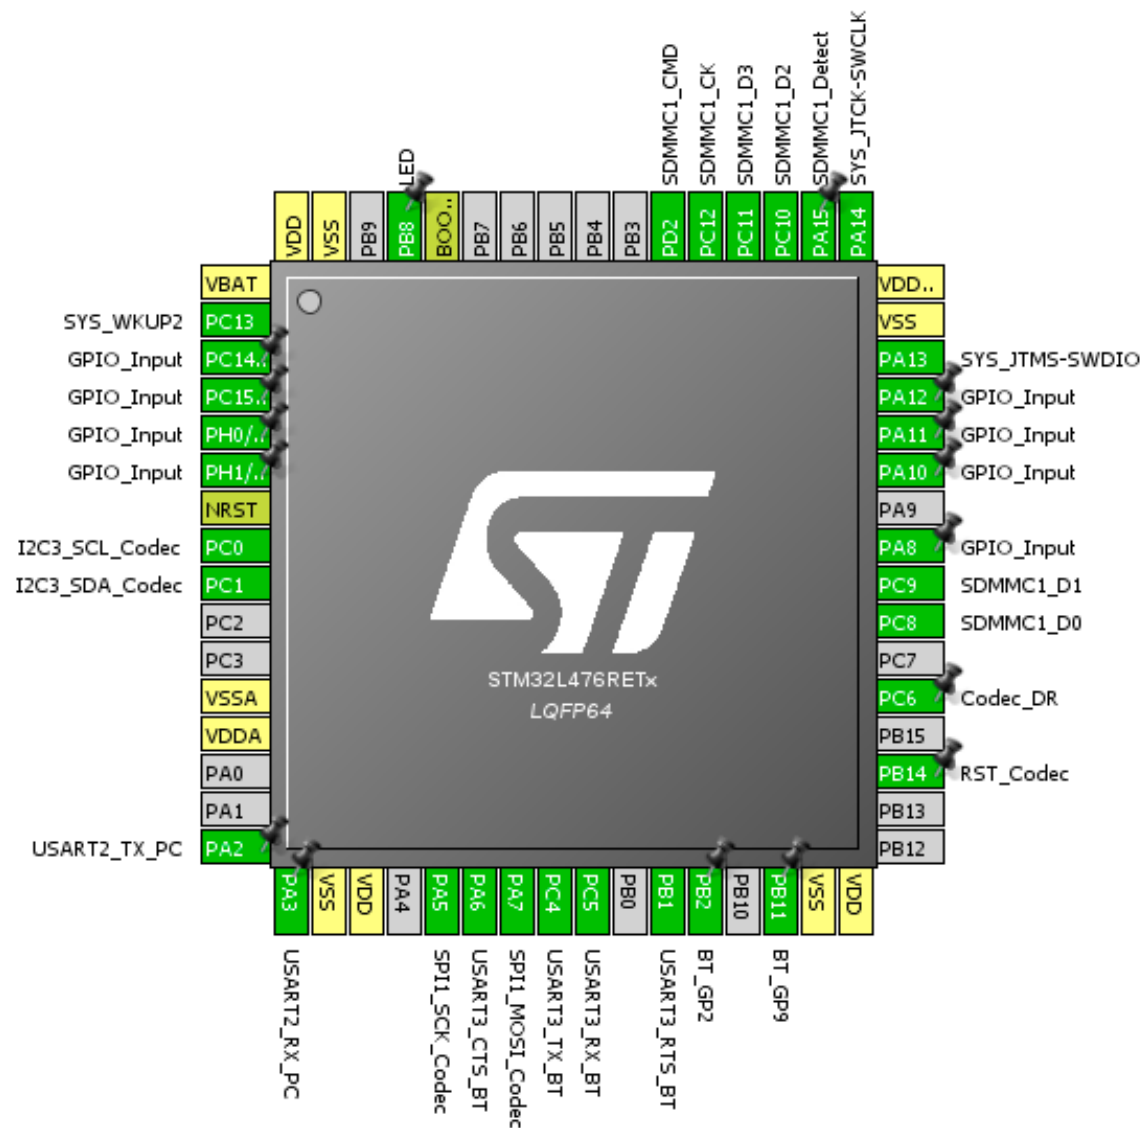 SDMMC1_CMD
SDMMC1_CK
SDMMC1_D3
SDMMC1_D2
SDMMC1_Detect
SYS_JTCK-SWCLK
LED
VDD
VSS
PB9
PB8
BOO..
PB7
PB6
PB5
PB4
PB3
PD2
PC12
PC11
PC10
PA15
PA14
VBAT
SYS_WKUP2 PC13
GPIO_Input PC14..
GPIO_Input PC15..
GPIO_Input PH0/..
GPIO_Input PH1/..
NRST
I2C3_SCL_Codec PC0
I2C3_SDA_Codec PC1
PC2
PC3
VSSA
VDDA
PA0
PA1
USART2_TX_PC PA2
ST
STM32L476RETx
LQFP64
VDD..
VSS
PA13 SYS_JTMS-SWDIO
PA12 GPIO_Input
PA11 GPIO_Input
PA10 GPIO_Input
PA9
PA8 GPIO_Input
PC9 SDMMC1_D1
PC8 SDMMC1_D0
PC7
PC6 Codec_DR
PB15
PB14 RST_Codec
PB13
PB12
PA3
VSS
VDD
PA4
PA5
PA6
PA7
PC4
PC5
PB0
PB1
PB2
PB10
PB11
VSS
VDD
USART2_RX_PC
SPI1_SCK_Codec
USART3_CTS_BT
SPI1_MOSI_Codec
USART3_TX_BT
USART3_RX_BT
USART3_RTS_BT
BT_GP2
BT_GP9